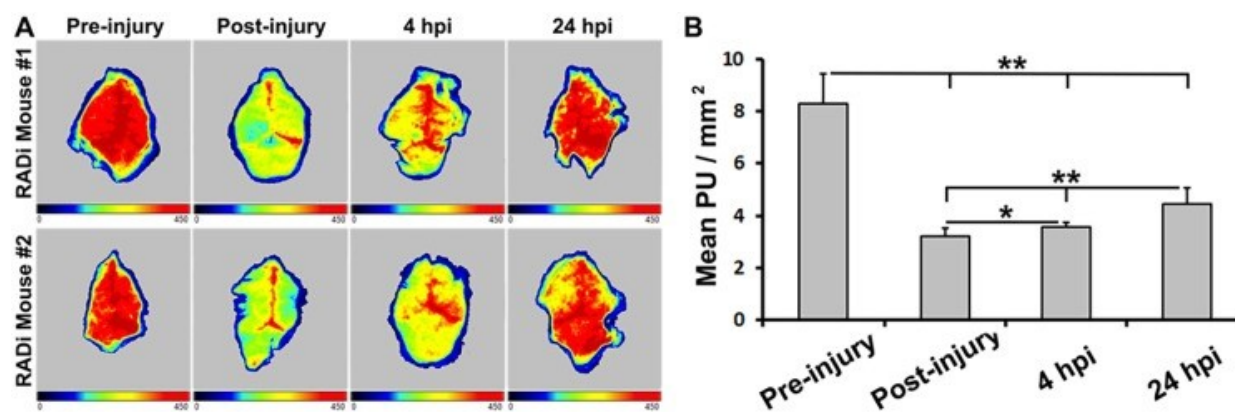 A Pre-injury Post-injury 4 hpi 24 hpi
RADi Mouse #1
0 450 0 450 0 450 0 450
RADi Mouse #2
0 450 0 450 0 450 0 450
B
Mean PU / mm²
10
8
6
4
2
0
**
**
*
Pre-injury
Post-injury
4 hpi
24 hpi